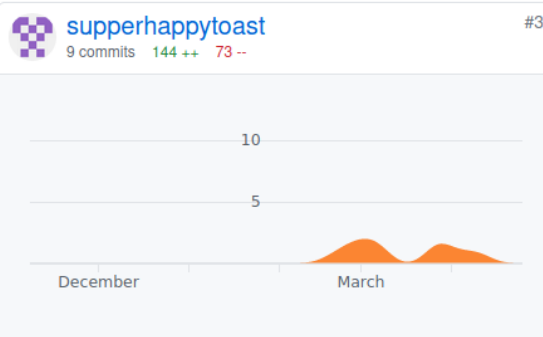 supperhappytoast
#3
9 commits 144 ++ 73 --
10
5
December March